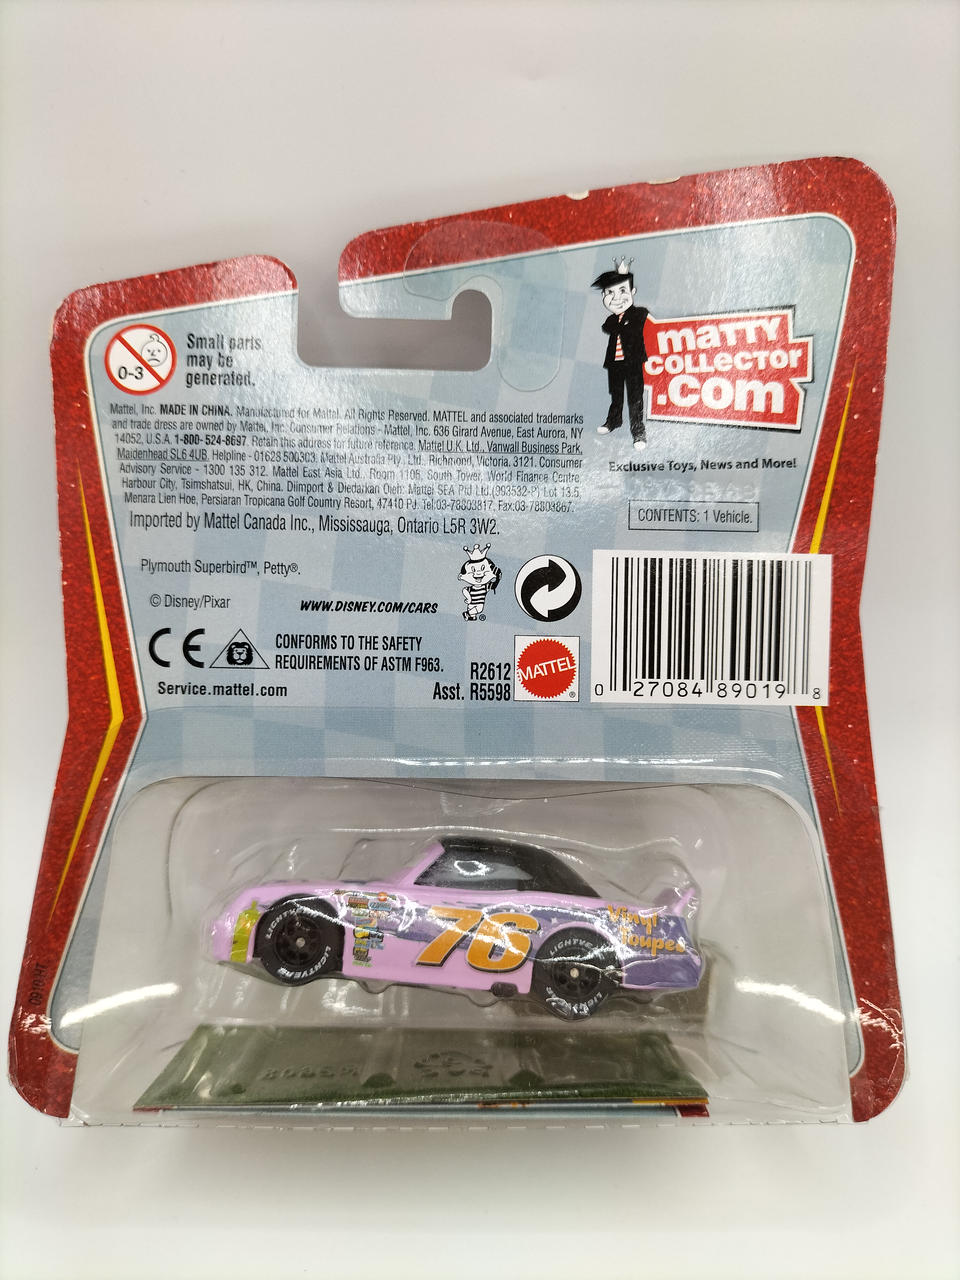 0-3
Small parts
may be
generated.
matty
collector
.com
Exclusive Toys, News and More!
CONTENTS: 1 Vehicle.
Mattel, Inc. MADE IN CHINA. Manufactured for Mattel. All Rights Reserved. MATTEL and associated trademarks
and trade dress are owned by Mattel, Inc. Consumer Relations - Mattel, Inc. 636 Girard Avenue, East Aurora, NY
14052, U.S.A. 1-800-524-8697. Retain this address for future reference. Mattel U.K. Ltd., Vanwall Business Park,
Maidenhead SL6 4UB. Helpline - 01628 500303. Mattel Australia Pty., Ltd., Richmond, Victoria. 3121. Consumer
Advisory Service - 1300 135 312. Mattel East Asia Ltd., Room 1106, South Tower, World Finance Centre,
Harbour City, Tsimshatsui, HK, China. Diimport & Diedarkan Oleh: Mattel SEA Ptd Ltd.(993532-P) Lot 13.5,
Menara Lien Hoe, Persiaran Tropicana Golf Country Resort, 47410 PJ. Tel:03-78803817, Fax:03-78803867.
Imported by Mattel Canada Inc., Mississauga, Ontario L5R 3W2.
Plymouth Superbird™, Petty®.
© Disney/Pixar
WWW.DISNEY.COM/CARS
®
CE
CONFORMS TO THE SAFETY
REQUIREMENTS OF ASTM F963.
Service.mattel.com
R2612
Asst. R5598
MATTEL
®
0 27084 89019 8
LIGHTYEAR
LIGHTYEAR
76
Vinyl
Toupee
LIGHTYEAR